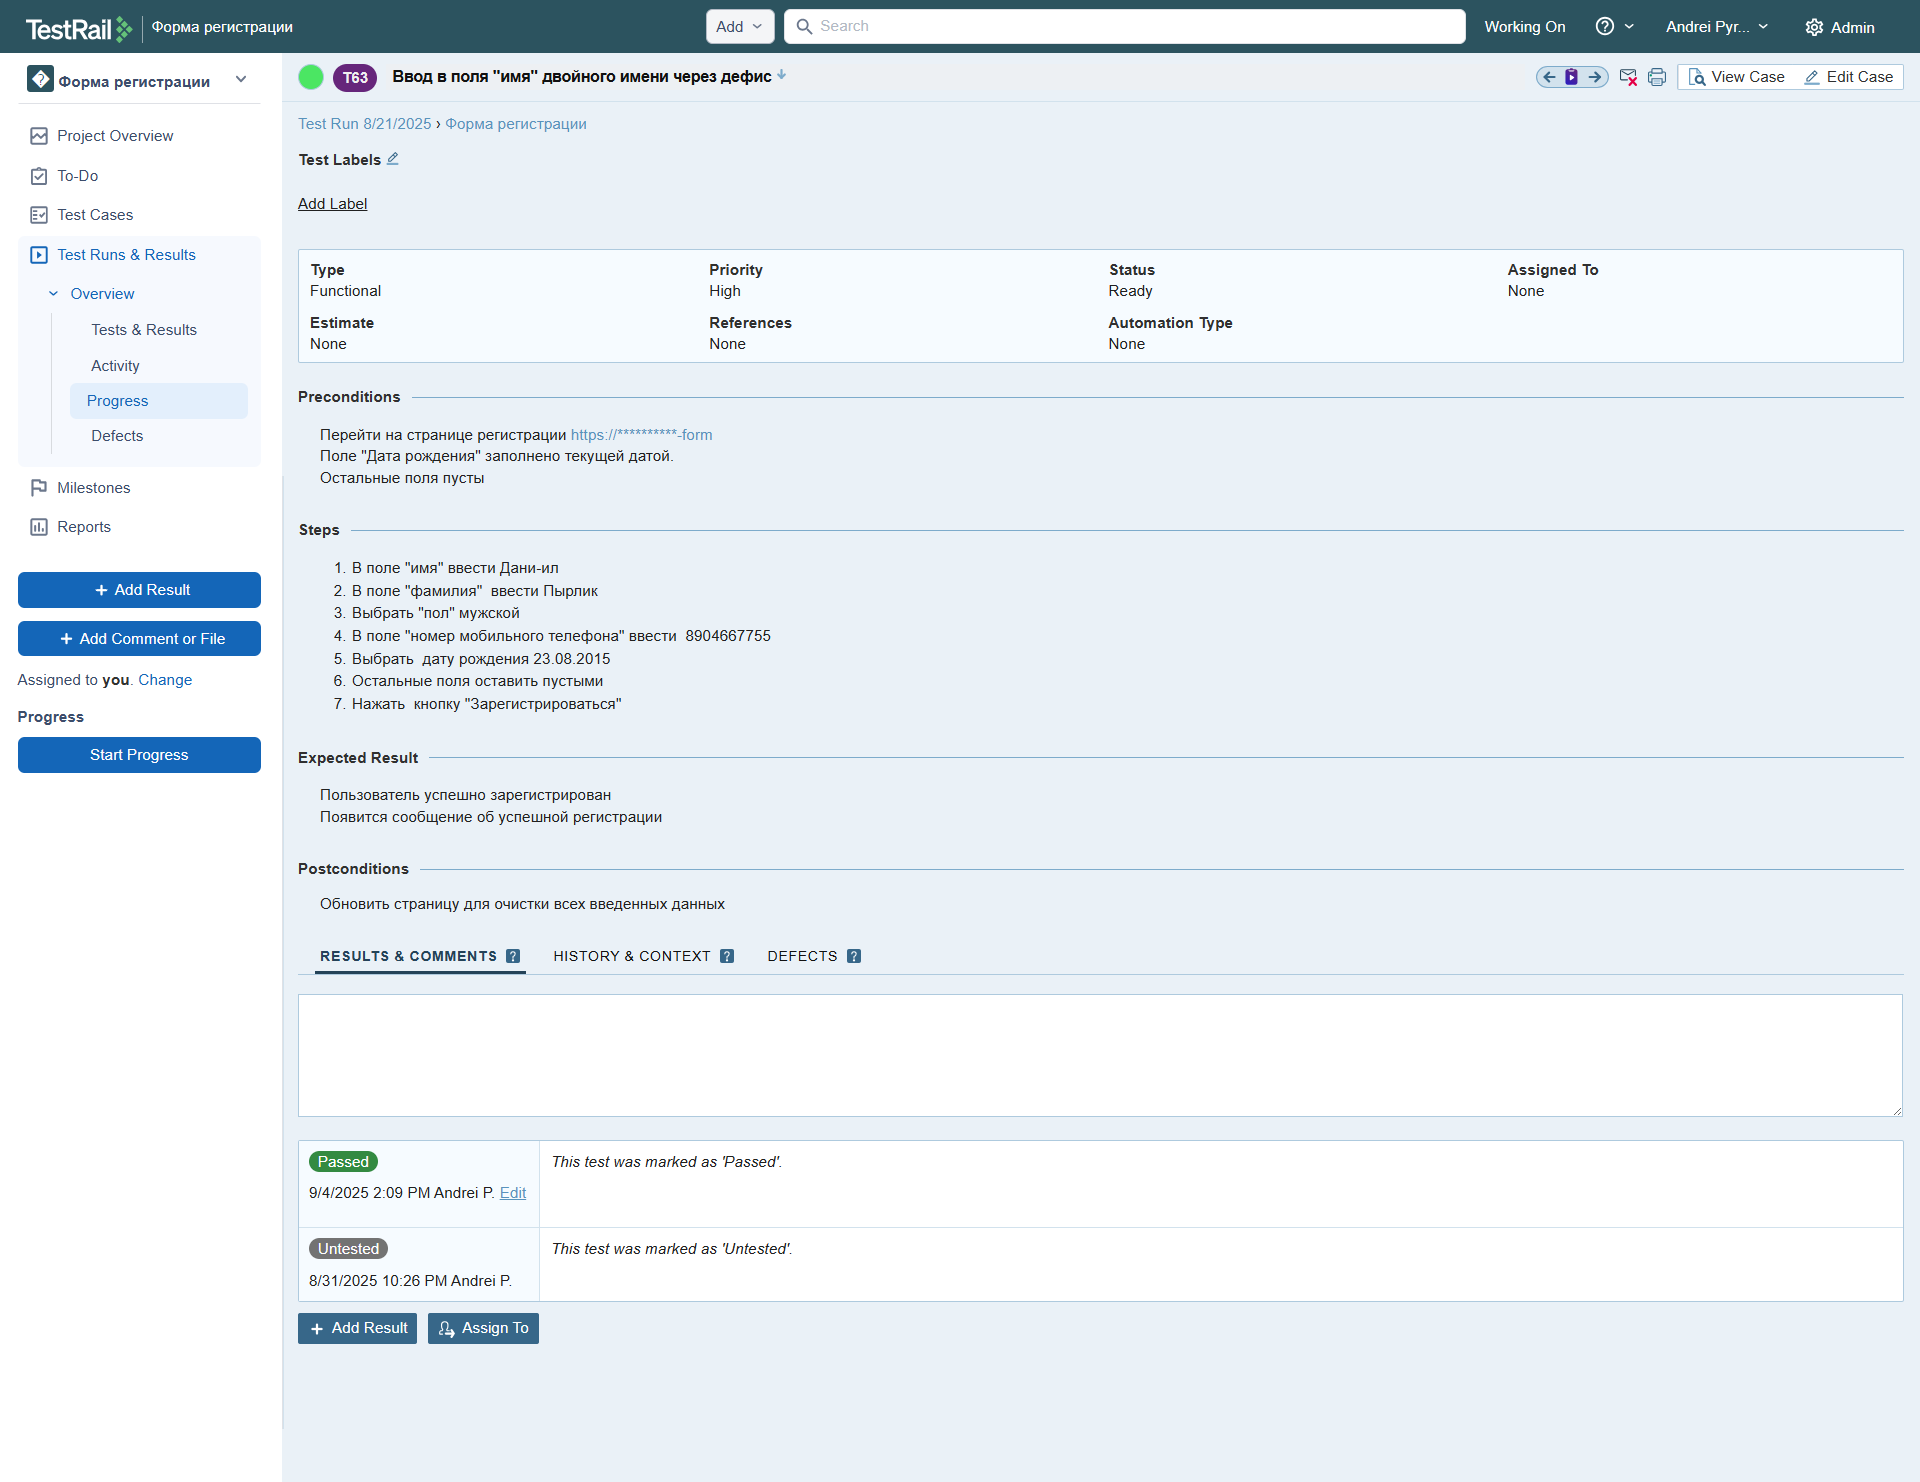 TestRail Форма регистрации Add Search Working On Andrei Pyr... Admin
Форма регистрации
Project Overview
To-Do
Test Cases
Test Runs & Results
Overview
Tests & Results
Activity
Progress
Defects
Milestones
Reports
+ Add Result
+ Add Comment or File
Assigned to you. Change
Progress
Start Progress
T63 Ввод в поля "имя" двойного имени через дефис View Case Edit Case
Test Run 8/21/2025 › Форма регистрации
Test Labels
Add Label
Type Priority Status Assigned To
Functional High Ready None
Estimate References Automation Type
None None None
Preconditions
Перейти на странице регистрации https://**********-form
Поле "Дата рождения" заполнено текущей датой.
Остальные поля пусты
Steps
1. В поле "имя" ввести Дани-ил
2. В поле "фамилия" ввести Пырлик
3. Выбрать "пол" мужской
4. В поле "номер мобильного телефона" ввести 8904667755
5. Выбрать дату рождения 23.08.2015
6. Остальные поля оставить пустыми
7. Нажать кнопку "Зарегистрироваться"
Expected Result
Пользователь успешно зарегистрирован
Появится сообщение об успешной регистрации
Postconditions
Обновить страницу для очистки всех введенных данных
RESULTS & COMMENTS ? HISTORY & CONTEXT ? DEFECTS ?
Passed This test was marked as 'Passed'.
9/4/2025 2:09 PM Andrei P. Edit
Untested This test was marked as 'Untested'.
8/31/2025 10:26 PM Andrei P.
+ Add Result Assign To